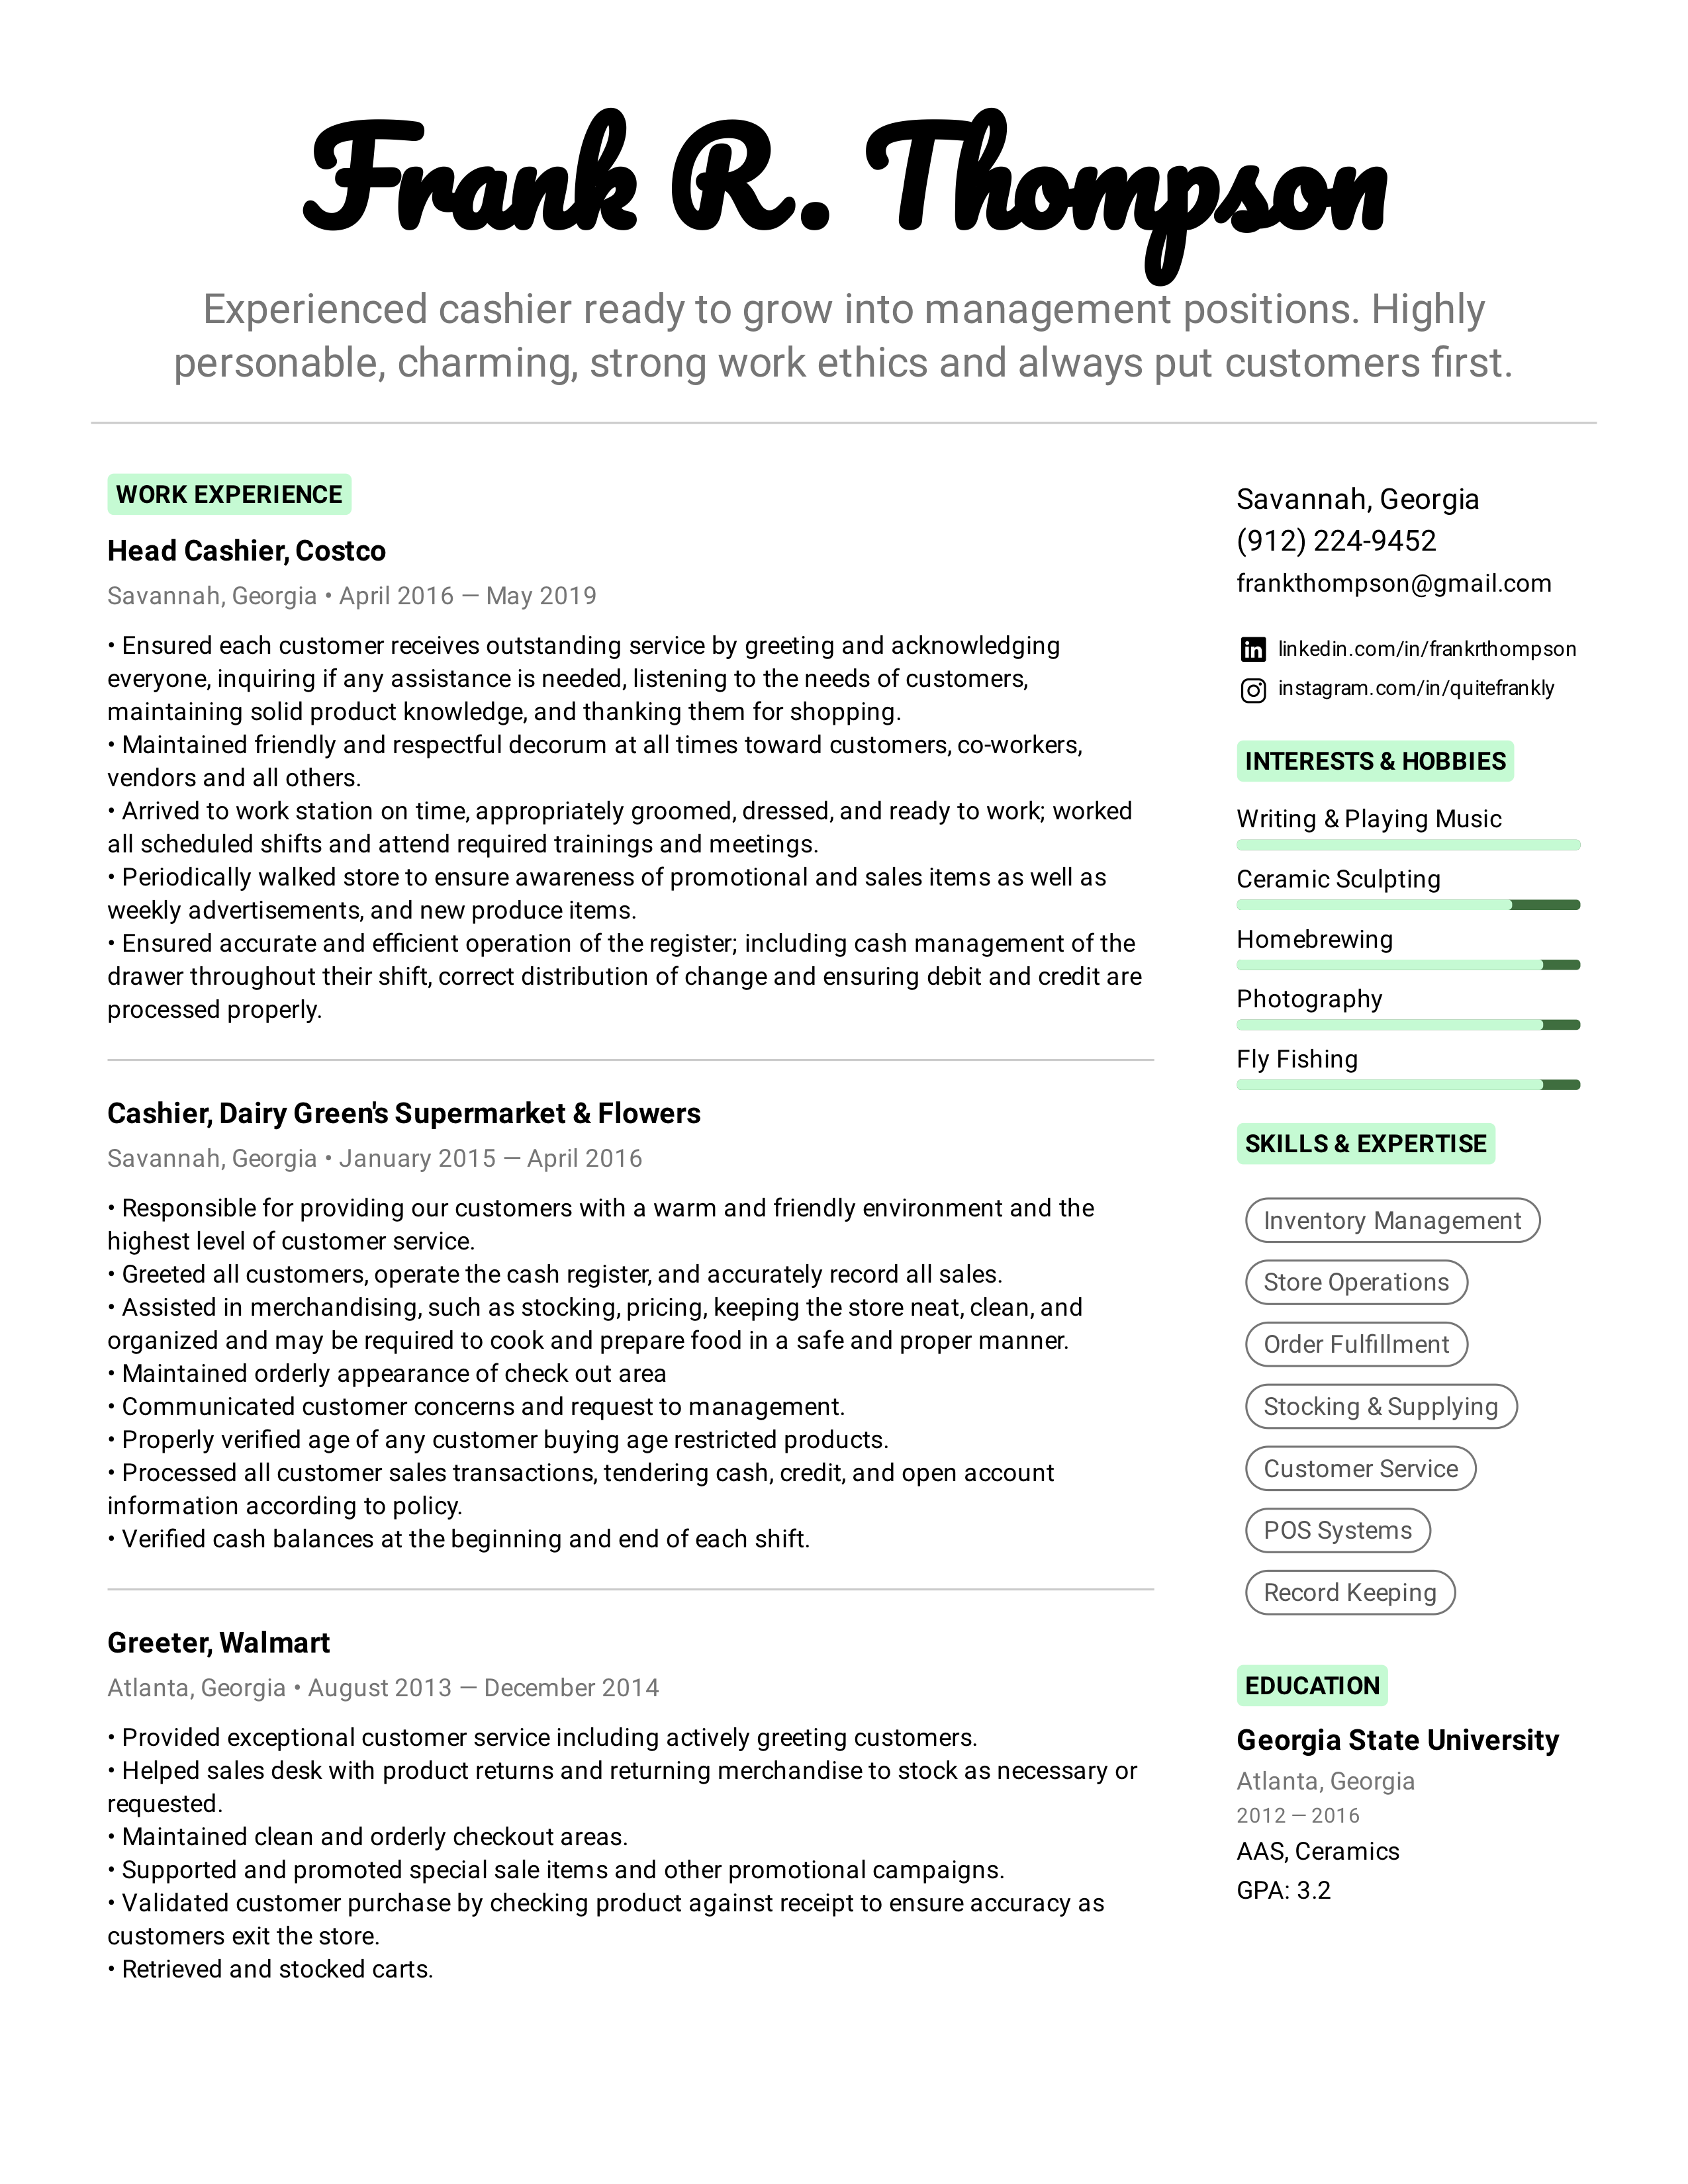 Frank R. Thompson
Experienced cashier ready to grow into management positions. Highly
personable, charming, strong work ethics and always put customers first.
WORK EXPERIENCE
Head Cashier, Costco
Savannah, Georgia • April 2016 — May 2019
• Ensured each customer receives outstanding service by greeting and acknowledging
everyone, inquiring if any assistance is needed, listening to the needs of customers,
maintaining solid product knowledge, and thanking them for shopping.
• Maintained friendly and respectful decorum at all times toward customers, co-workers,
vendors and all others.
• Arrived to work station on time, appropriately groomed, dressed, and ready to work; worked
all scheduled shifts and attend required trainings and meetings.
• Periodically walked store to ensure awareness of promotional and sales items as well as
weekly advertisements, and new produce items.
• Ensured accurate and efficient operation of the register; including cash management of the
drawer throughout their shift, correct distribution of change and ensuring debit and credit are
processed properly.
Cashier, Dairy Green's Supermarket & Flowers
Savannah, Georgia • January 2015 — April 2016
• Responsible for providing our customers with a warm and friendly environment and the
highest level of customer service.
• Greeted all customers, operate the cash register, and accurately record all sales.
• Assisted in merchandising, such as stocking, pricing, keeping the store neat, clean, and
organized and may be required to cook and prepare food in a safe and proper manner.
• Maintained orderly appearance of check out area
• Communicated customer concerns and request to management.
• Properly verified age of any customer buying age restricted products.
• Processed all customer sales transactions, tendering cash, credit, and open account
information according to policy.
• Verified cash balances at the beginning and end of each shift.
Greeter, Walmart
Atlanta, Georgia • August 2013 — December 2014
• Provided exceptional customer service including actively greeting customers.
• Helped sales desk with product returns and returning merchandise to stock as necessary or
requested.
• Maintained clean and orderly checkout areas.
• Supported and promoted special sale items and other promotional campaigns.
• Validated customer purchase by checking product against receipt to ensure accuracy as
customers exit the store.
• Retrieved and stocked carts.
Savannah, Georgia
(912) 224-9452
frankthompson@gmail.com
linkedin.com/in/frankrthompson
instagram.com/in/quitefrankly
INTERESTS & HOBBIES
Writing & Playing Music
Ceramic Sculpting
Homebrewing
Photography
Fly Fishing
SKILLS & EXPERTISE
Inventory Management
Store Operations
Order Fulfillment
Stocking & Supplying
Customer Service
POS Systems
Record Keeping
EDUCATION
Georgia State University
Atlanta, Georgia
2012 — 2016
AAS, Ceramics
GPA: 3.2